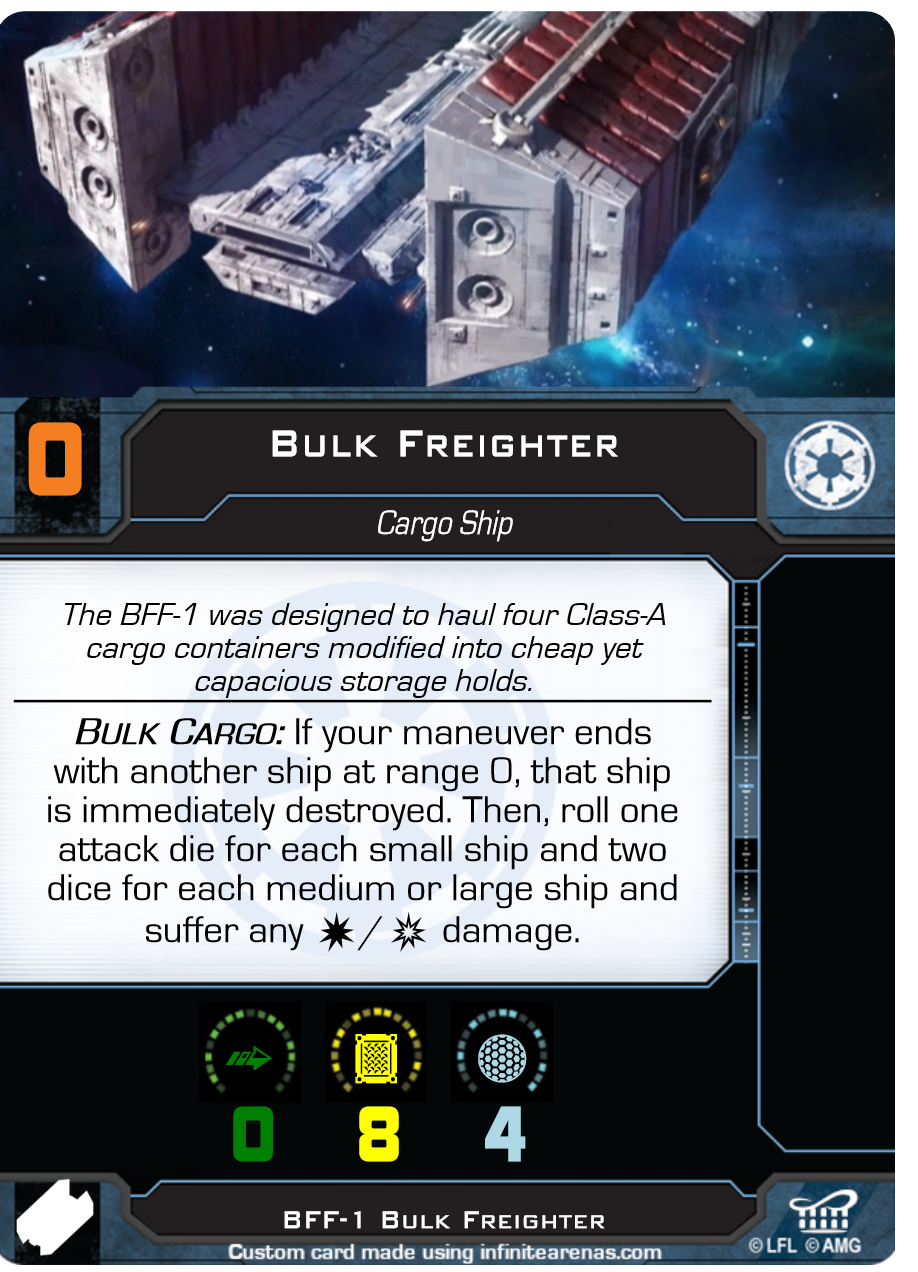 0
BULK FREIGHTER
Cargo Ship
The BFF-1 was designed to haul four Class-A
cargo containers modified into cheap yet
capacious storage holds.
BULK CARGO: If your maneuver ends
with another ship at range 0, that ship
is immediately destroyed. Then, roll one
attack die for each small ship and two
dice for each medium or large ship and
suffer any / damage.
0 8 4
BFF-1 BULK FREIGHTER
Custom card made using infinitearenas.com
© LFL © AMG